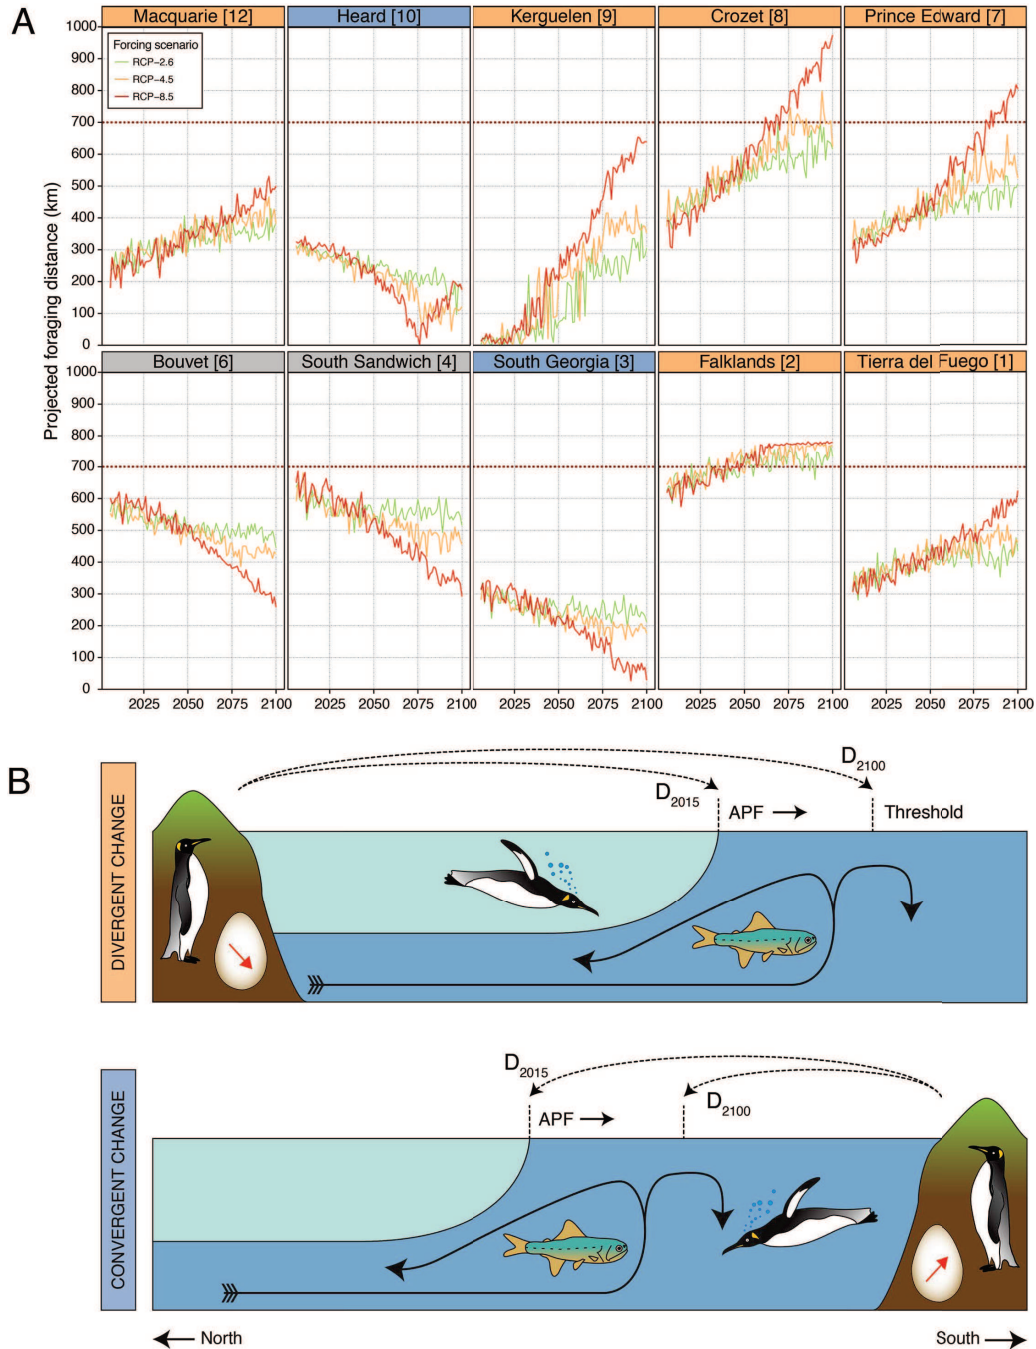 A
Macquarie [12]
Heard [10]
Kerguelen [9]
Crozet [8]
Prince Edward [7]
Projected foraging distance (km)
1000
900
800
700
600
500
400
300
200
100
0
Forcing scenario
RCP-2.6
RCP-4.5
RCP-8.5
Bouvet [6]
South Sandwich [4]
South Georgia [3]
Falklands [2]
Tierra del Fuego [1]
1000
900
800
700
600
500
400
300
200
100
0
2025 2050 2075 2100
2025 2050 2075 2100
2025 2050 2075 2100
2025 2050 2075 2100
2025 2050 2075 2100
B
DIVERGENT CHANGE
D2015
D2100
APF
Threshold
CONVERGENT CHANGE
D2015
D2100
APF
North
South